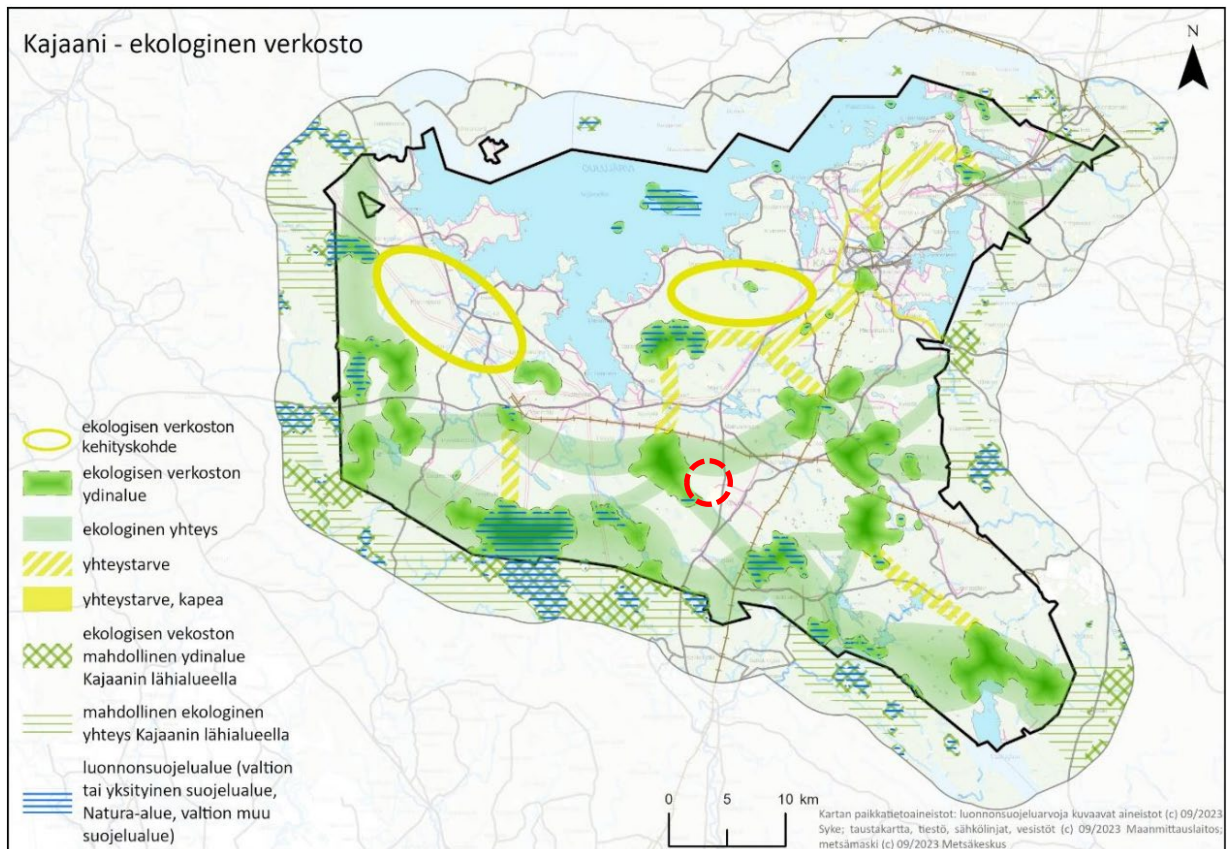 Kajaani - ekologinen verkosto
N
OULUJÄRVI
ekologisen verkoston
kehityskohde
ekologisen verkoston
ydinalue
ekologinen yhteys
yhteystarve
yhteystarve, kapea
ekologisen vekoston
mahdollinen ydinalue
Kajaanin lähialueella
mahdollinen ekologinen
yhteys Kajaanin lähialueella
luonnonsuojelualue (valtion
tai yksityinen suojelualue,
Natura-alue, valtion muu
suojelualue)
0 5 10 km
Kartan paikkatietoaineistot: luonnonsuojeluarvoja kuvaavat aineistot (c) 09/2023
Syke; taustakartta, tiestö, sähkölinjat, vesistöt (c) 09/2023 Maanmittauslaitos;
metsämaski (c) 09/2023 Metsäkeskus